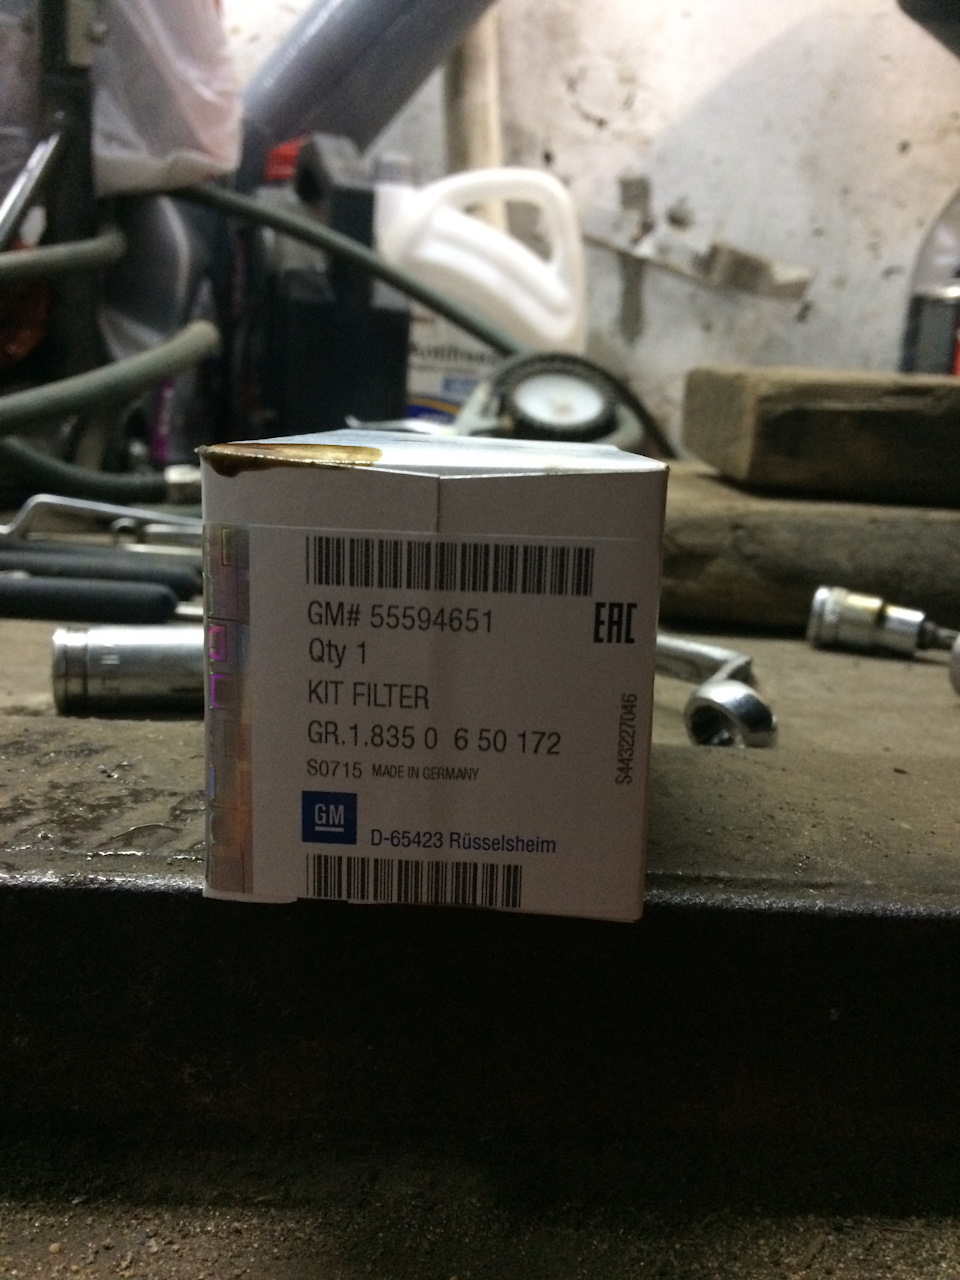 GM# 55594651
EAC
Qty 1
KIT FILTER
GR.1.835 0 6 50 172
S0715 MADE IN GERMANY
S443227046
GM
D-65423 Rüsselsheim